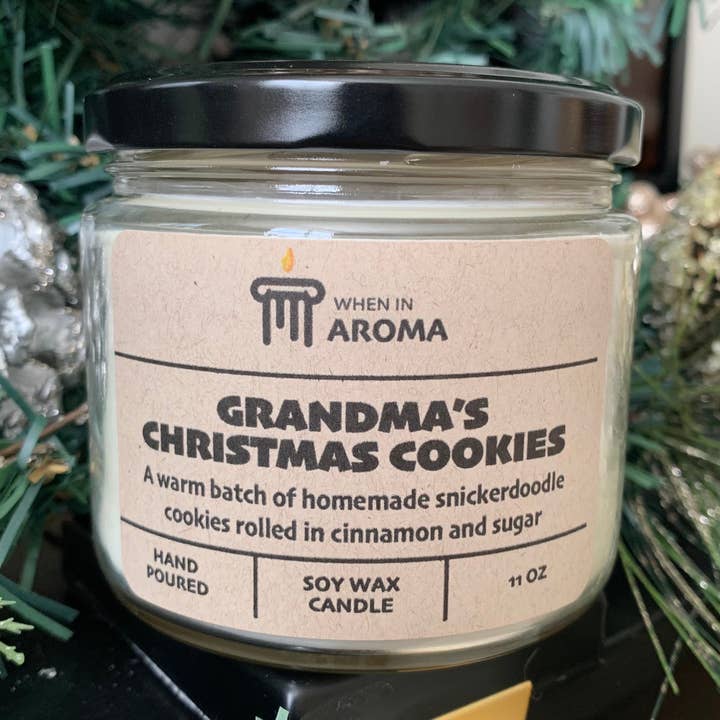 WHEN IN
AROMA
GRANDMA'S
CHRISTMAS COOKIES
A warm batch of homemade snickerdoodle
cookies rolled in cinnamon and sugar
HAND
POURED
SOY WAX
CANDLE
11 OZ